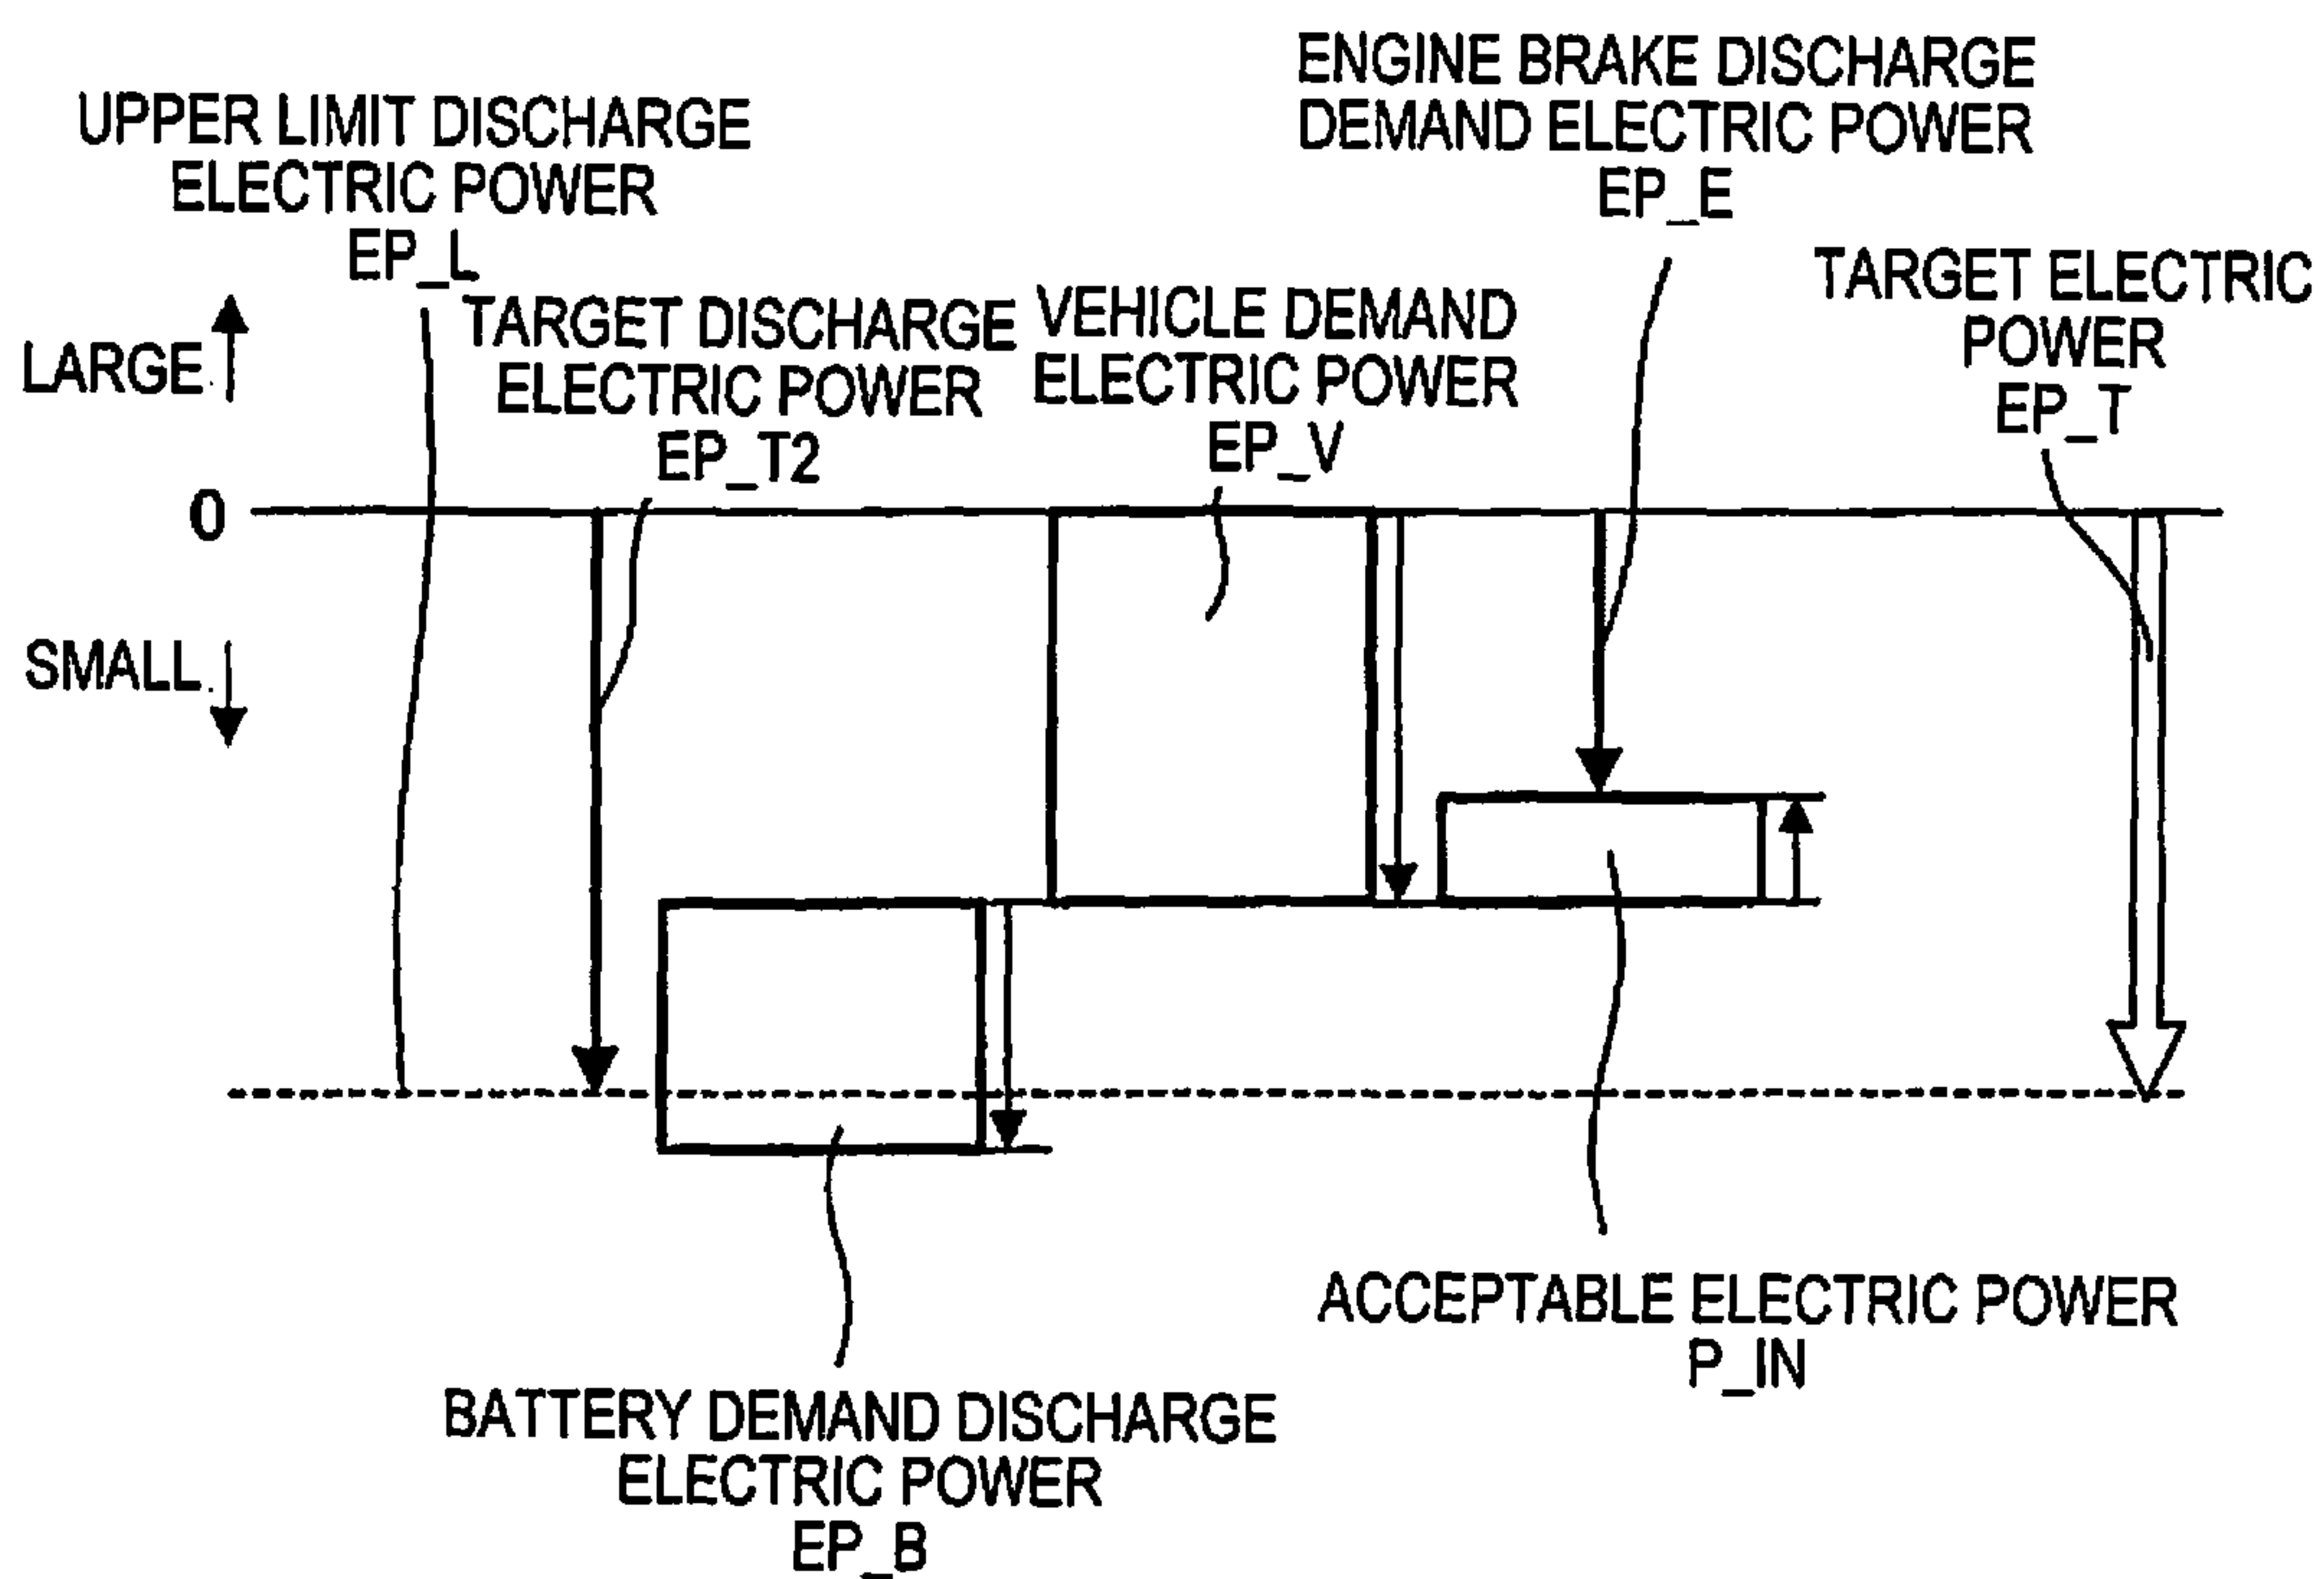 UPPER LIMIT DISCHARGE
ELECTRIC POWER
EP_L
ENGINE BRAKE DISCHARGE
DEMAND ELECTRIC POWER
EP_E
TARGET ELECTRIC
POWER
EP_T
LARGE
TARGET DISCHARGE
ELECTRIC POWER
EP_T2
VEHICLE DEMAND
ELECTRIC POWER
EP_V
0
SMALL
ACCEPTABLE ELECTRIC POWER
P_IN
BATTERY DEMAND DISCHARGE
ELECTRIC POWER
EP_B